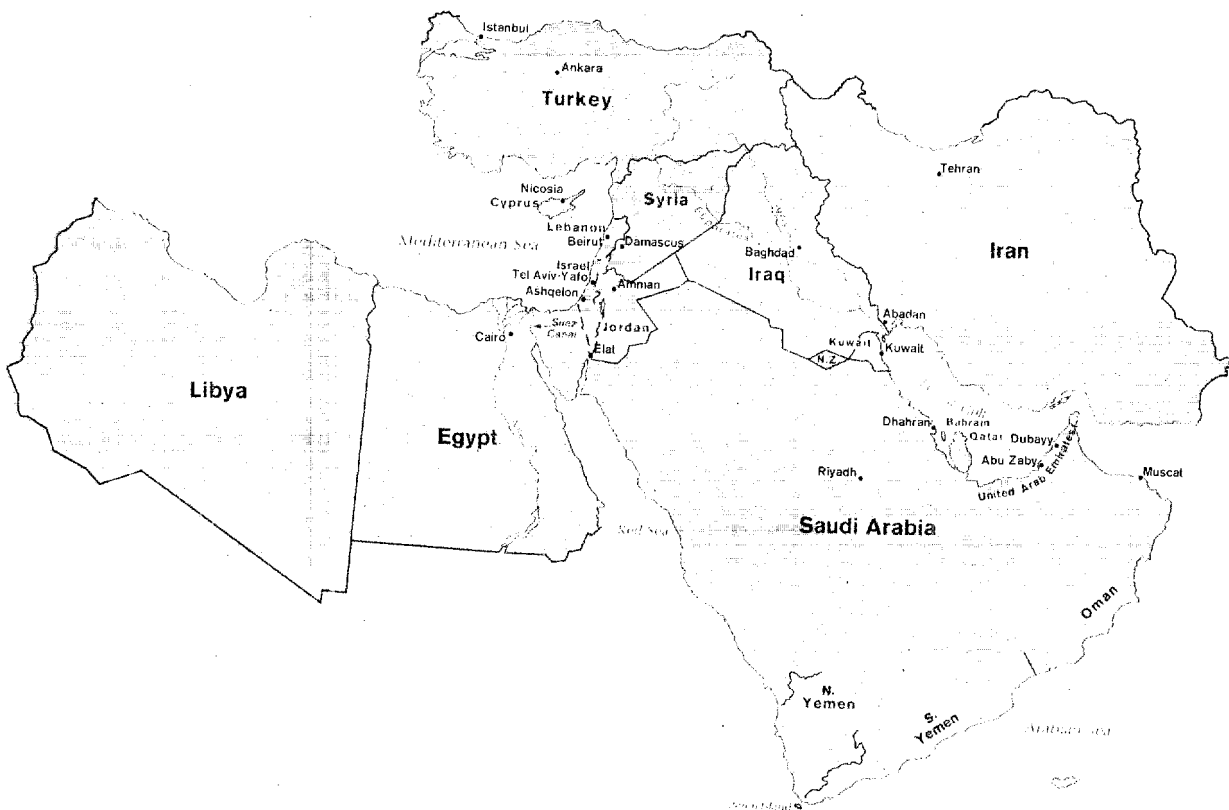 Istanbul
Ankara
Turkey
Tehran
Nicosia
Cyprus
Syria
Lebanon
Beirut
Damascus
Mediterranean Sea
Baghdad
Iraq
Iran
Israel
Tel Aviv-Yafo
Ashqelon
Amman
Abadan
Suez
Canal
Jordan
Cairo
Kuwait
Kuwait
Elat
N.Z.
Libya
Egypt
Dhahran
Bahrain
Qatar
Dubayy
Abu Zaby
United Arab Emirates
Riyadh
Muscat
Red Sea
Saudi Arabia
Oman
N.
Yemen
S.
Yemen
Arabian Sea